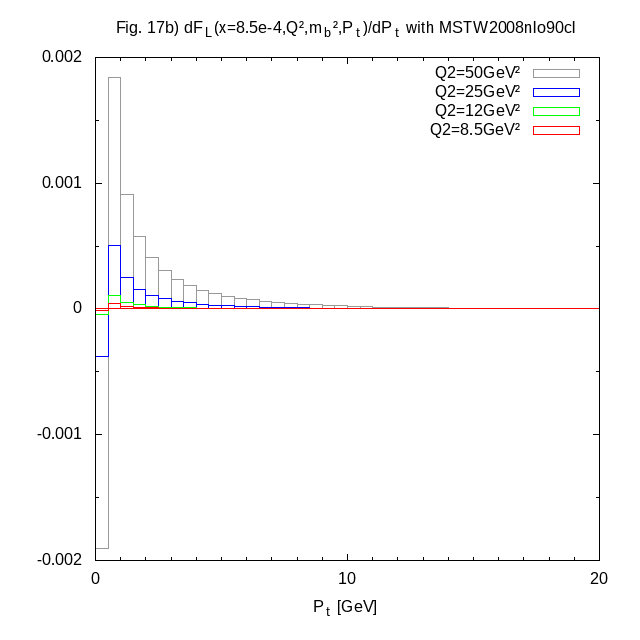 Fig. 17b) dF_L(x=8.5e-4,Q²,m_b²,P_t)/dP_t with MSTW2008nlo90cl
0.002
Q2=50GeV²
Q2=25GeV²
Q2=12GeV²
Q2=8.5GeV²
0.001
0
-0.001
-0.002
0 10 20
P_t [GeV]